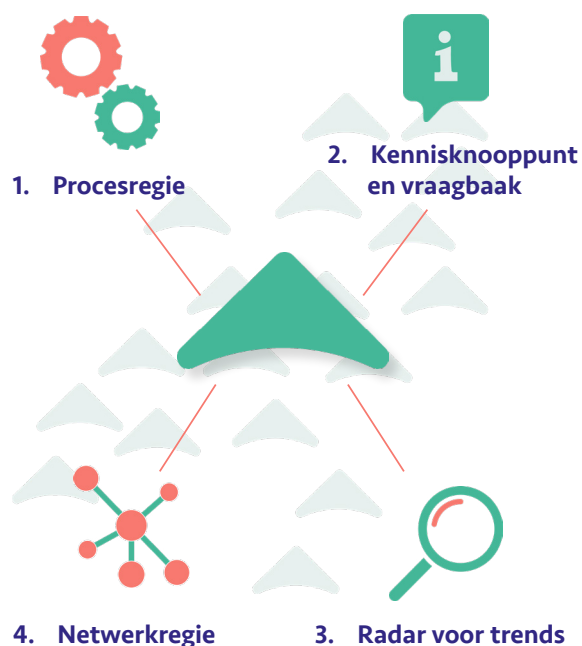 1. Procesregie
2. Kennisknooppunt
en vraagbaak
4. Netwerkregie
3. Radar voor trends